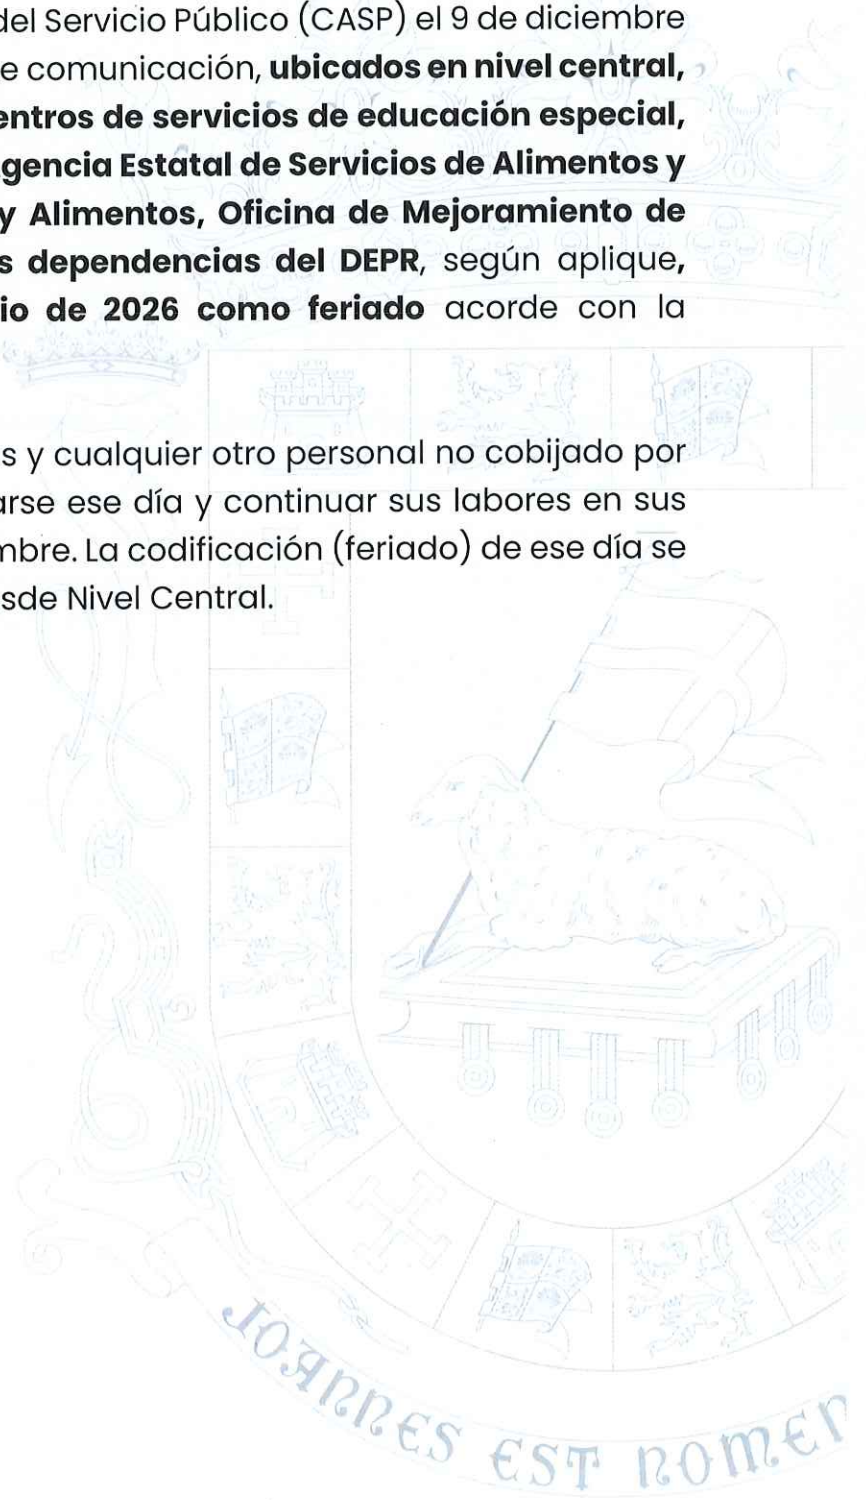 del Servicio Público (CASP) el 9 de diciembre
e comunicación, ubicados en nivel central,
entros de servicios de educación especial,
gencia Estatal de Servicios de Alimentos y
y Alimentos, Oficina de Mejoramiento de
s dependencias del DEPR, según aplique,
io de 2026 como feriado acorde con la
s y cualquier otro personal no cobijado por
arse ese día y continuar sus labores en sus
mbre. La codificación (feriado) de ese día se
sde Nivel Central.
JOANNES EST NOMEN